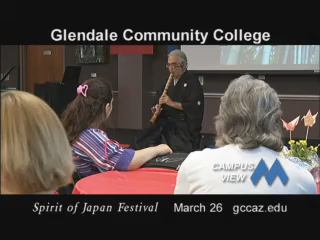 Glendale Community College
CAMPUS
VIEW
Spirit of Japan Festival March 26 gccaz.edu